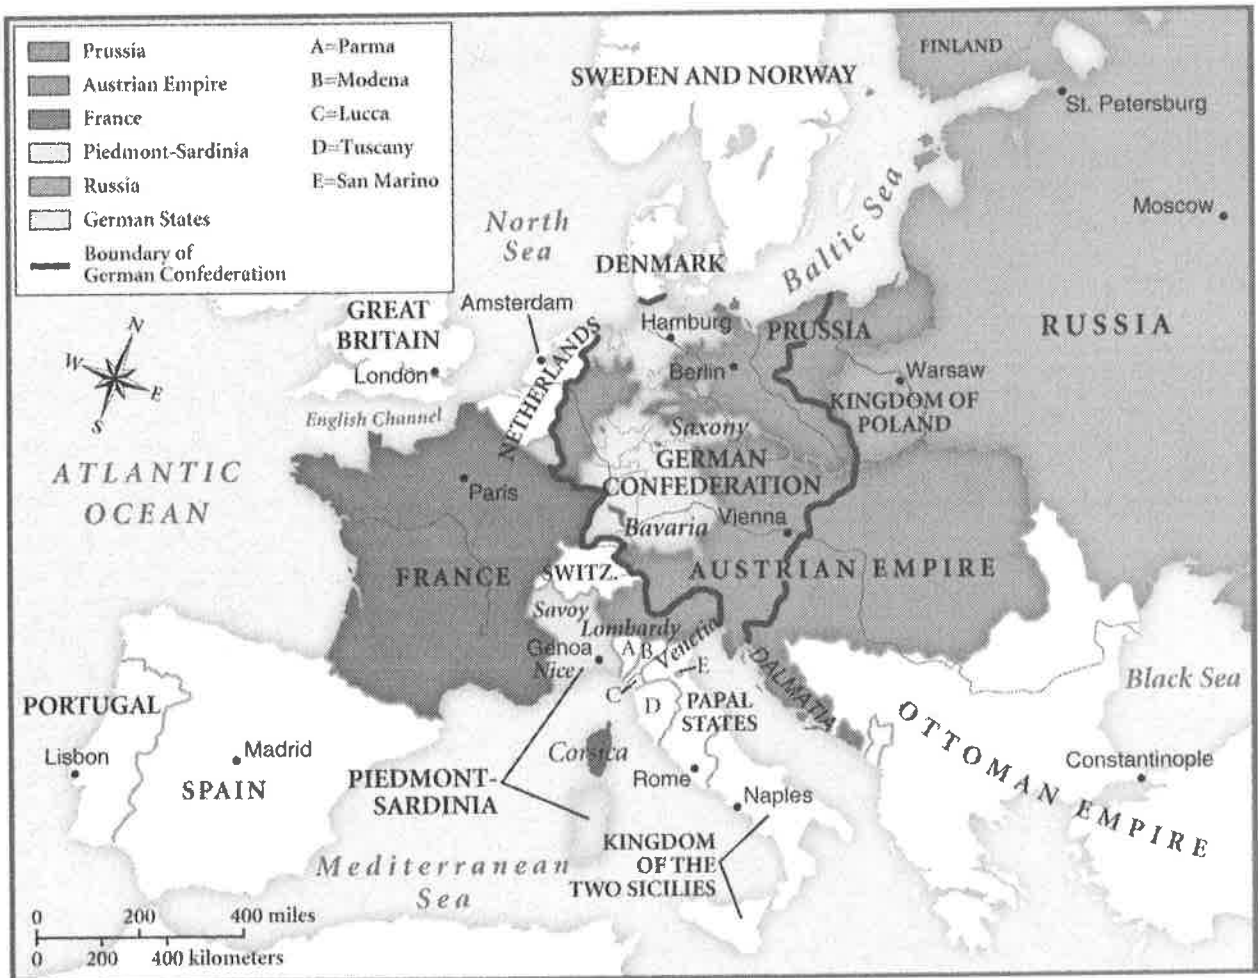 Prussia
Austrian Empire
France
Piedmont-Sardinia
Russia
German States
Boundary of
German Confederation
A=Parma
B=Modena
C=Lucca
D=Tuscany
E=San Marino
FINLAND
SWEDEN AND NORWAY
St. Petersburg
Moscow
North
Sea
Baltic Sea
DENMARK
GREAT
BRITAIN
Amsterdam
Hamburg
PRUSSIA
RUSSIA
N
W
E
S
London
NETHERLANDS
Berlin
Warsaw
KINGDOM OF
POLAND
English Channel
Saxony
ATLANTIC
OCEAN
Paris
GERMAN
CONFEDERATION
Bavaria
Vienna
FRANCE
SWITZ.
AUSTRIAN EMPIRE
Savoy
Lombardy
Venetia
Genoa
Nice
A
B
E
C
D
DALMATIA
Black Sea
PORTUGAL
PAPAL
STATES
OTTOMAN EMPIRE
Lisbon
Madrid
SPAIN
Corsica
PIEDMONT-
SARDINIA
Rome
Naples
Constantinople
KINGDOM
OF THE
TWO SICILIES
Mediterranean
Sea
0 200 400 miles
0 200 400 kilometers